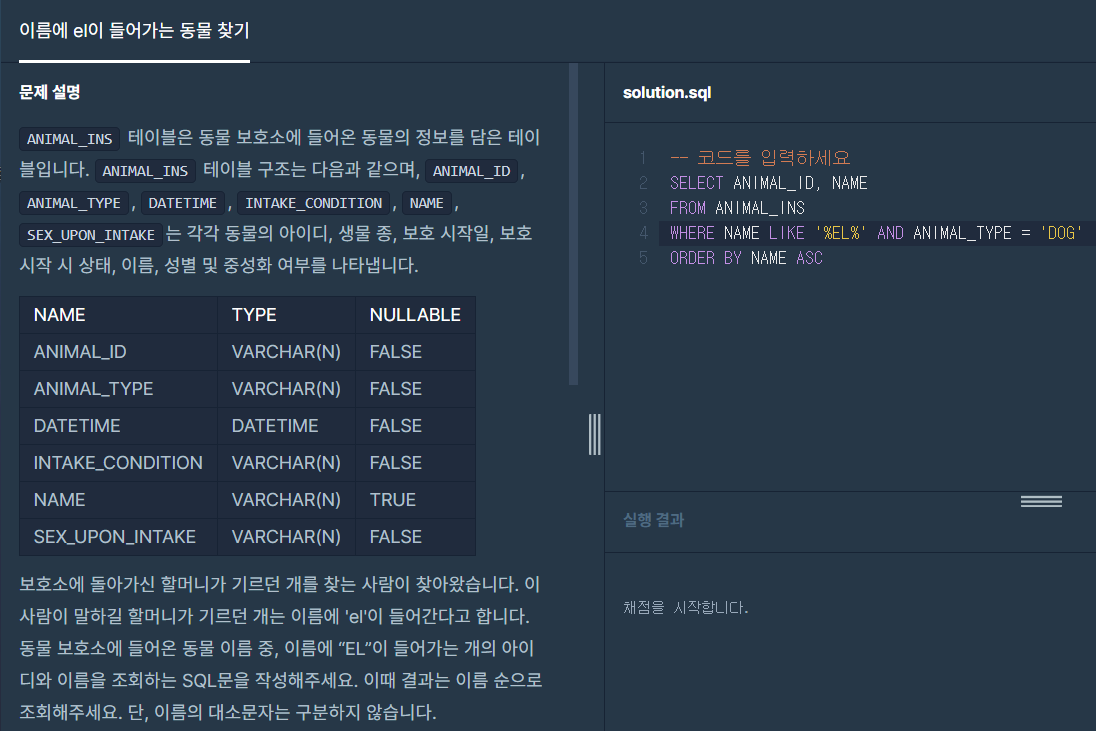 이름에 el이 들어가는 동물 찾기
문제 설명
ANIMAL_INS 테이블은 동물 보호소에 들어온 동물의 정보를 담은 테이
블입니다. ANIMAL_INS 테이블 구조는 다음과 같으며, ANIMAL_ID ,
ANIMAL_TYPE , DATETIME , INTAKE_CONDITION , NAME ,
SEX_UPON_INTAKE 는 각각 동물의 아이디, 생물 종, 보호 시작일, 보호
시작 시 상태, 이름, 성별 및 중성화 여부를 나타냅니다.
NAME TYPE NULLABLE
ANIMAL_ID VARCHAR(N) FALSE
ANIMAL_TYPE VARCHAR(N) FALSE
DATETIME DATETIME FALSE
INTAKE_CONDITION VARCHAR(N) FALSE
NAME VARCHAR(N) TRUE
SEX_UPON_INTAKE VARCHAR(N) FALSE
보호소에 돌아가신 할머니가 기르던 개를 찾는 사람이 찾아왔습니다. 이
사람이 말하길 할머니가 기르던 개는 이름에 'el'이 들어간다고 합니다.
동물 보호소에 들어온 동물 이름 중, 이름에 “EL”이 들어가는 개의 아이
디와 이름을 조회하는 SQL문을 작성해주세요. 이때 결과는 이름 순으로
조회해주세요. 단, 이름의 대소문자는 구분하지 않습니다.
solution.sql
1 -- 코드를 입력하세요
2 SELECT ANIMAL_ID, NAME
3 FROM ANIMAL_INS
4 WHERE NAME LIKE '%EL%' AND ANIMAL_TYPE = 'DOG'
5 ORDER BY NAME ASC
실행 결과
채점을 시작합니다.